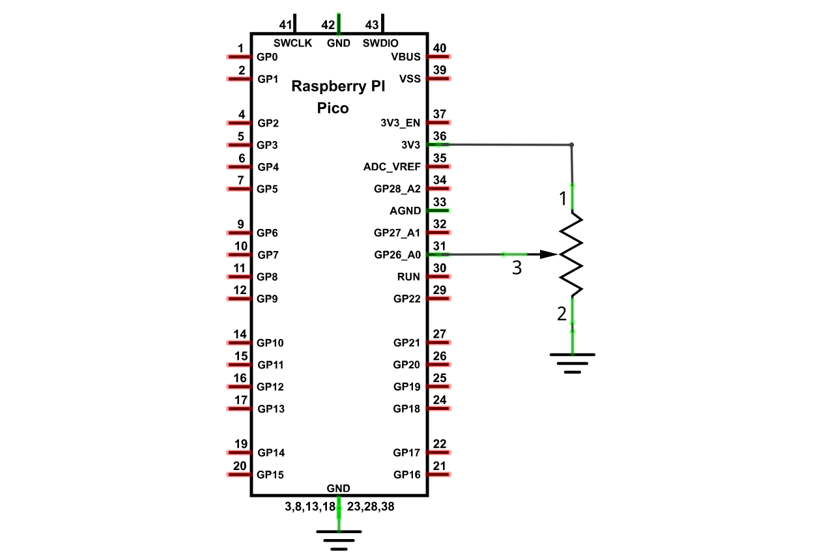 41 42 43
SWCLK GND SWDIO
1 GP0 VBUS 40
2 GP1 VSS 39
Raspberry PI
Pico
4 GP2 3V3_EN 37
5 GP3 3V3 36
6 GP4 ADC_VREF 35
7 GP5 GP28_A2 34
1
AGND 33
9 GP6 GP27_A1 32
10 GP7 GP26_A0 31
3
11 GP8 RUN 30
12 GP9 GP22 29
2
14 GP10 GP21 27
15 GP11 GP20 26
16 GP12 GP19 25
17 GP13 GP18 24
19 GP14 GP17 22
20 GP15 GP16 21
GND
3,8,13,18 23,28,38